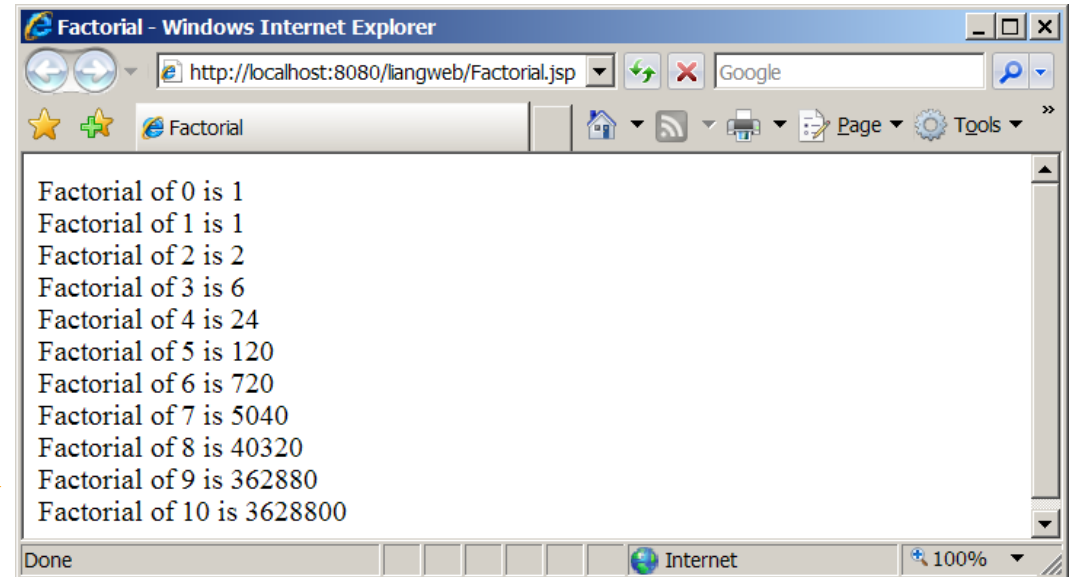 Factorial - Windows Internet Explorer
http://localhost:8080/liangweb/Factorial.jsp
Google
Factorial
Page
Tools
»
Factorial of 0 is 1
Factorial of 1 is 1
Factorial of 2 is 2
Factorial of 3 is 6
Factorial of 4 is 24
Factorial of 5 is 120
Factorial of 6 is 720
Factorial of 7 is 5040
Factorial of 8 is 40320
Factorial of 9 is 362880
Factorial of 10 is 3628800
Done
Internet
100%